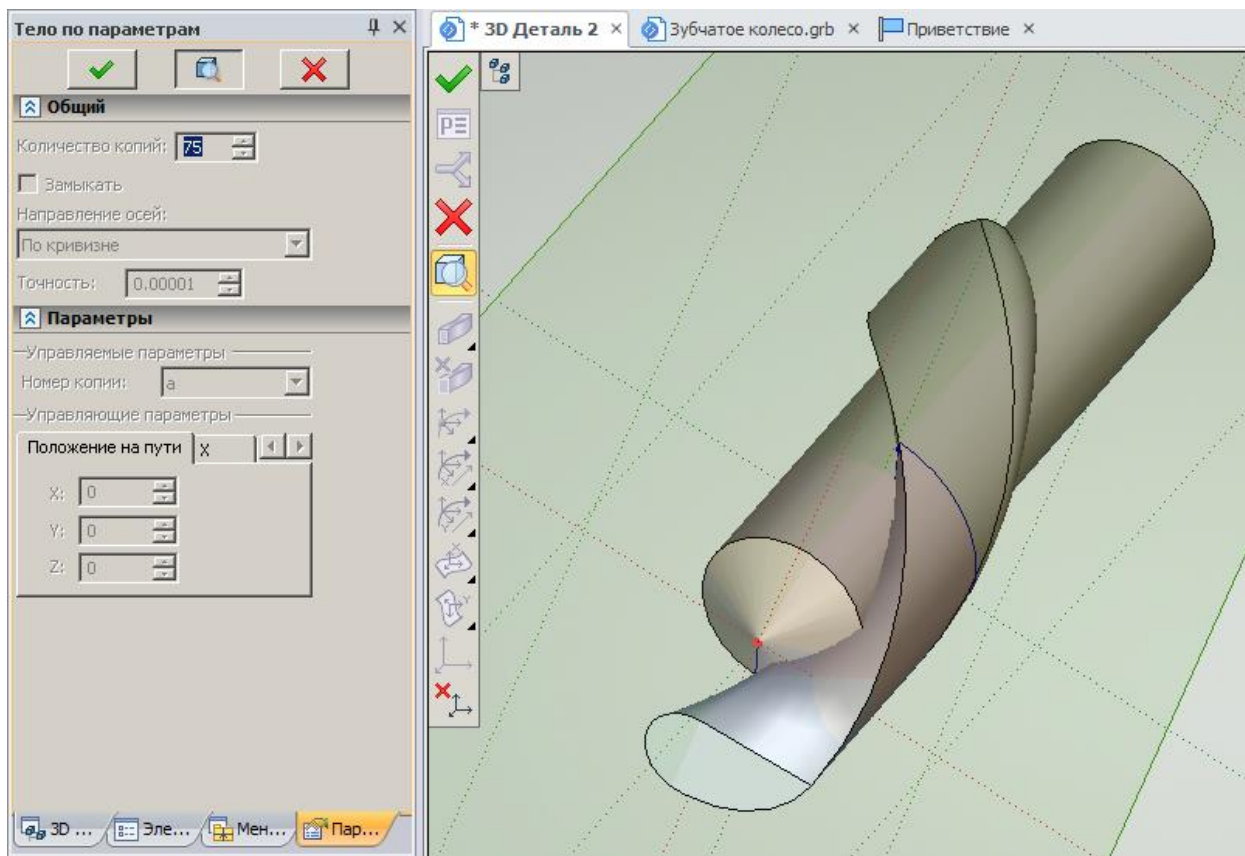 Тело по параметрам
Общий
Количество копий: 75
Замыкать
Направление осей:
По кривизне
Точность: 0.00001
Параметры
Управляемые параметры
Номер копии: a
Управляющие параметры
Положение на пути X
X: 0
Y: 0
Z: 0
3D ... Эле... Мен... Пар...
* 3D Деталь 2 Зубчатое колесо.grb Приветствие